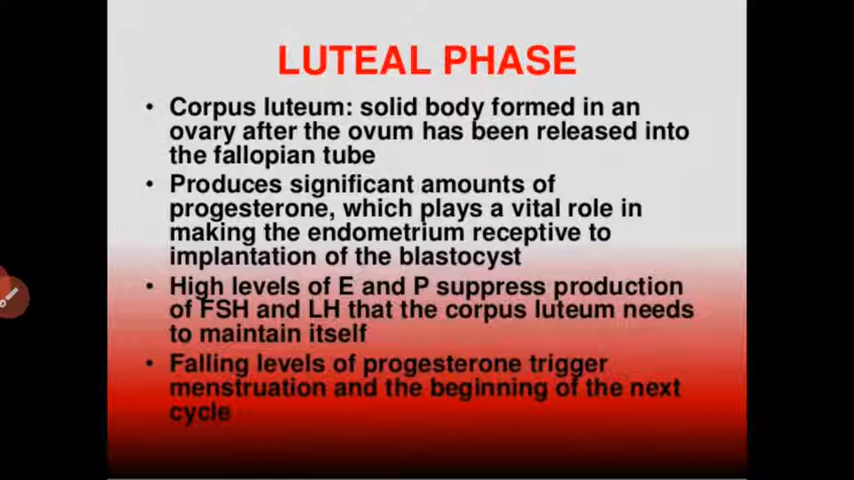 LUTEAL PHASE
• Corpus luteum: solid body formed in an
ovary after the ovum has been released into
the fallopian tube
• Produces significant amounts of
progesterone, which plays a vital role in
making the endometrium receptive to
implantation of the blastocyst
• High levels of E and P suppress production
of FSH and LH that the corpus luteum needs
to maintain itself
• Falling levels of progesterone trigger
menstruation and the beginning of the next
cycle